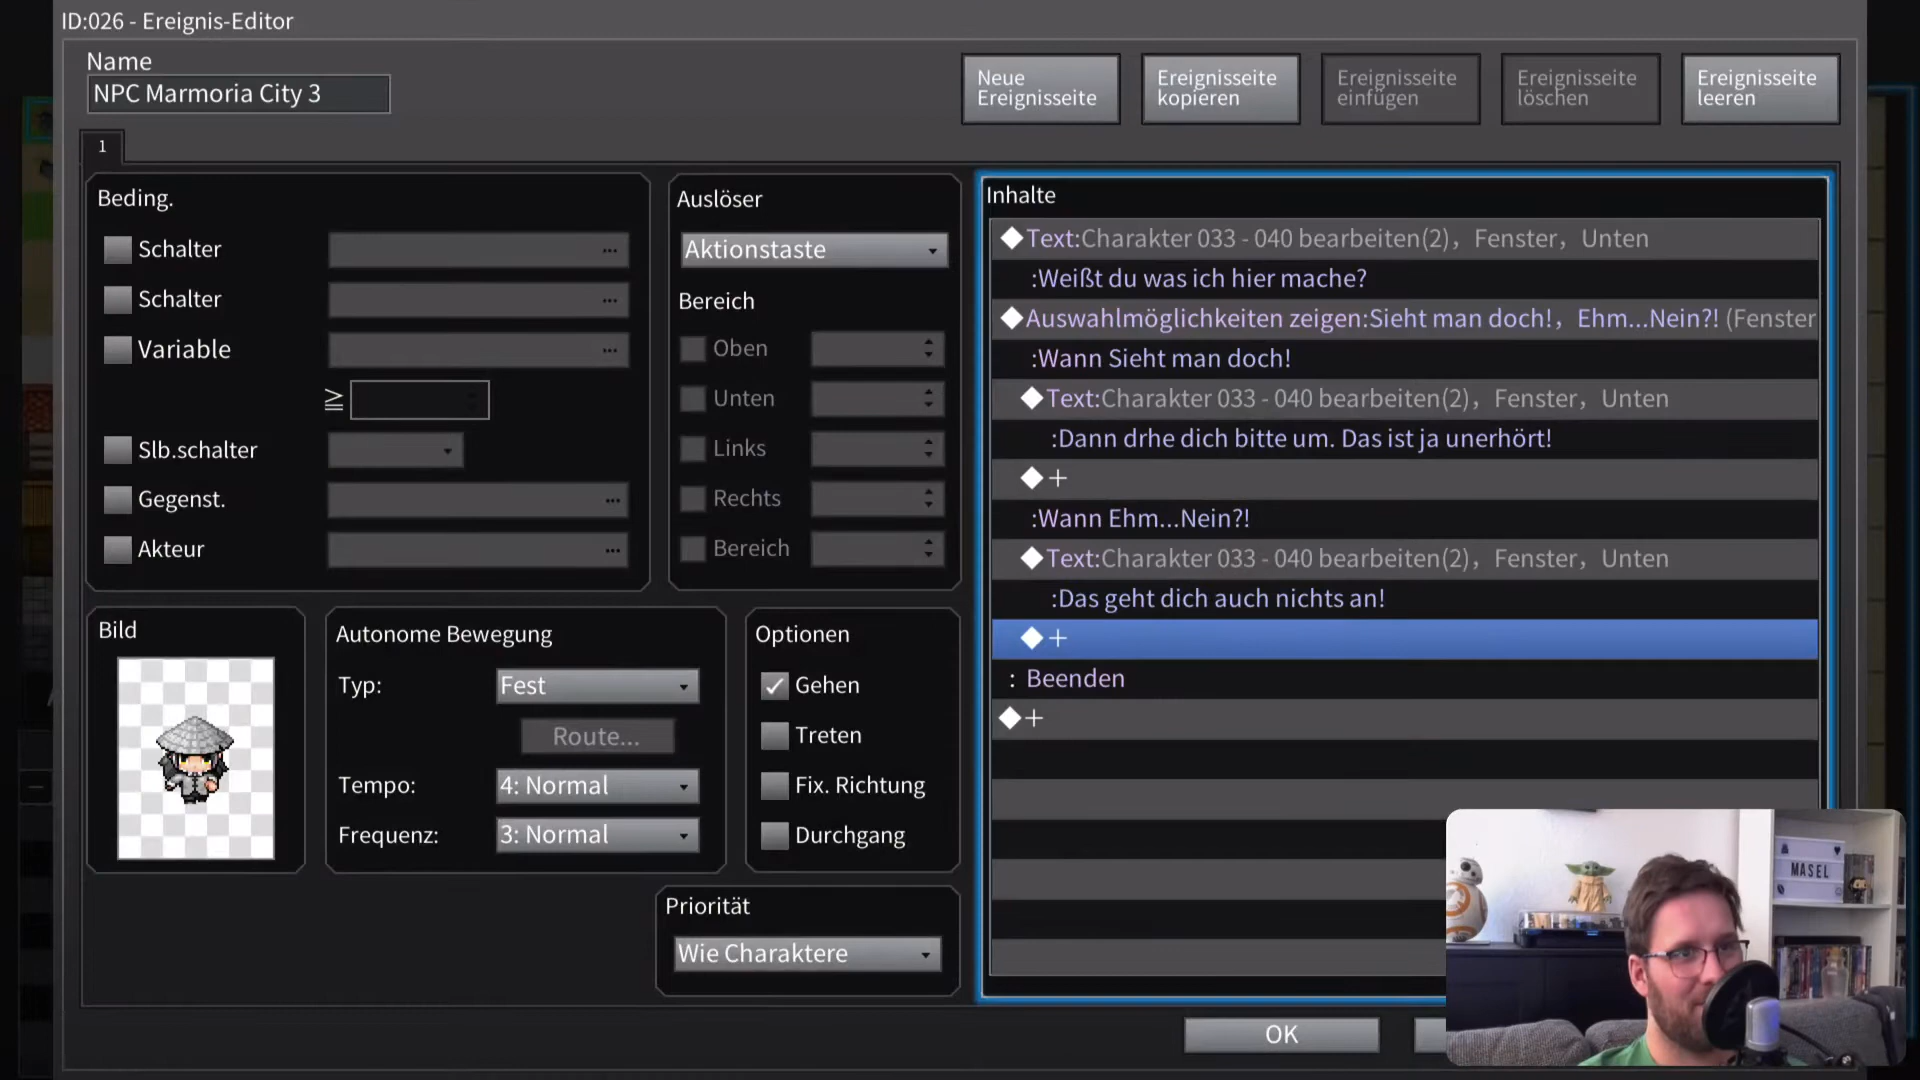 ID:026 - Ereignis-Editor
Name
NPC Marmoria City 3
Neue Ereignisseite
Ereignisseite kopieren
Ereignisseite einfügen
Ereignisseite löschen
Ereignisseite leeren
1
Beding.
Schalter ...
Schalter ...
Variable ...
≧
Slb.schalter
Gegenst. ...
Akteur ...
Auslöser
Aktionstaste
Bereich
Oben
Unten
Links
Rechts
Bereich
Inhalte
◆Text:Charakter 033 - 040 bearbeiten(2), Fenster, Unten
:Weißt du was ich hier mache?
◆Auswahlmöglichkeiten zeigen:Sieht man doch!, Ehm...Nein?! (Fenster
:Wann Sieht man doch!
◆Text:Charakter 033 - 040 bearbeiten(2), Fenster, Unten
:Dann drhe dich bitte um. Das ist ja unerhört!
◆+
:Wann Ehm...Nein?!
◆Text:Charakter 033 - 040 bearbeiten(2), Fenster, Unten
:Das geht dich auch nichts an!
◆+
: Beenden
◆+
Bild
Autonome Bewegung
Typ: Fest
Route...
Tempo: 4: Normal
Frequenz: 3: Normal
Optionen
Gehen
Treten
Fix. Richtung
Durchgang
Priorität
Wie Charaktere
OK
MASEL